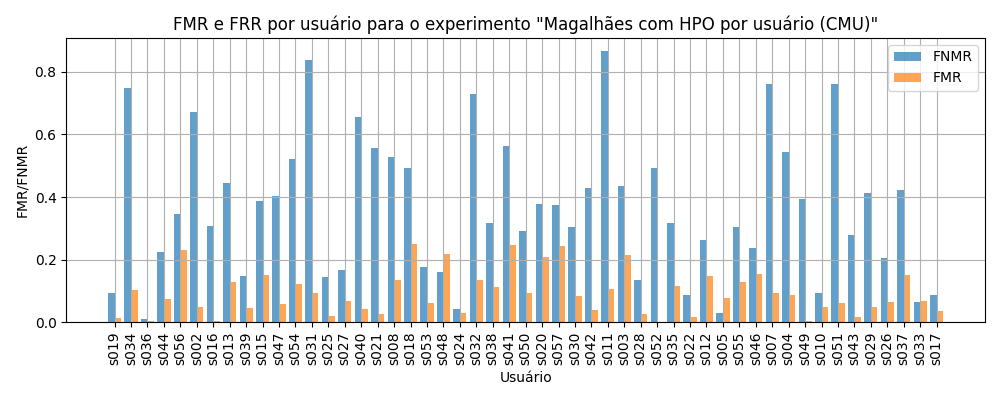 FMR e FRR por usuário para o experimento "Magalhães com HPO por usuário (CMU)"
FNMR
FMR
FMR/FNMR
0.8
0.6
0.4
0.2
0.0
s019 s034 s036 s044 s056 s002 s016 s013 s039 s015 s047 s054 s031 s025 s027 s040 s021 s008 s018 s053 s048 s024 s032 s038 s041 s050 s020 s057 s030 s042 s011 s003 s028 s052 s035 s022 s012 s005 s055 s046 s007 s004 s049 s010 s051 s043 s029 s026 s037 s033 s017
Usuário